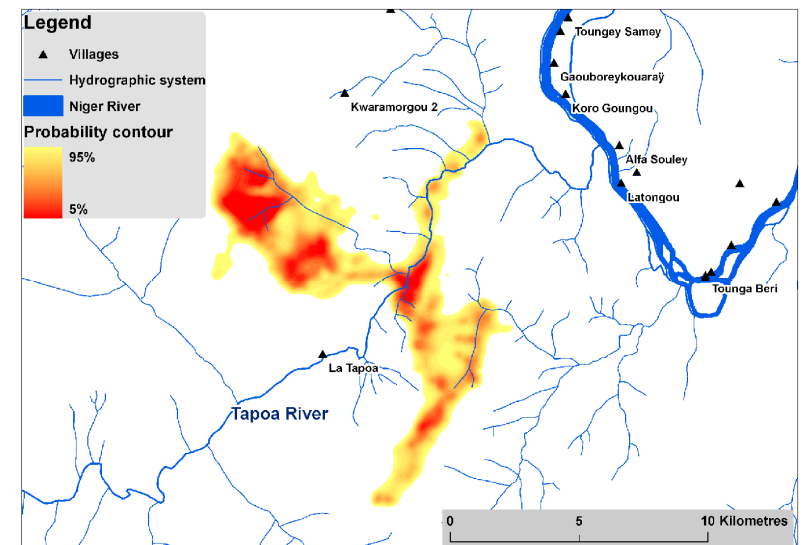 Legend
Villages
Hydrographic system
Niger River
Probability contour
95%
5%
Toungey Samey
Gaouboreykouaraÿ
Koro Goungou
Kwaramorgou 2
Alfa Souley
Latongou
Tounga Beri
La Tapoa
Tapoa River
0 5 10 Kilometres